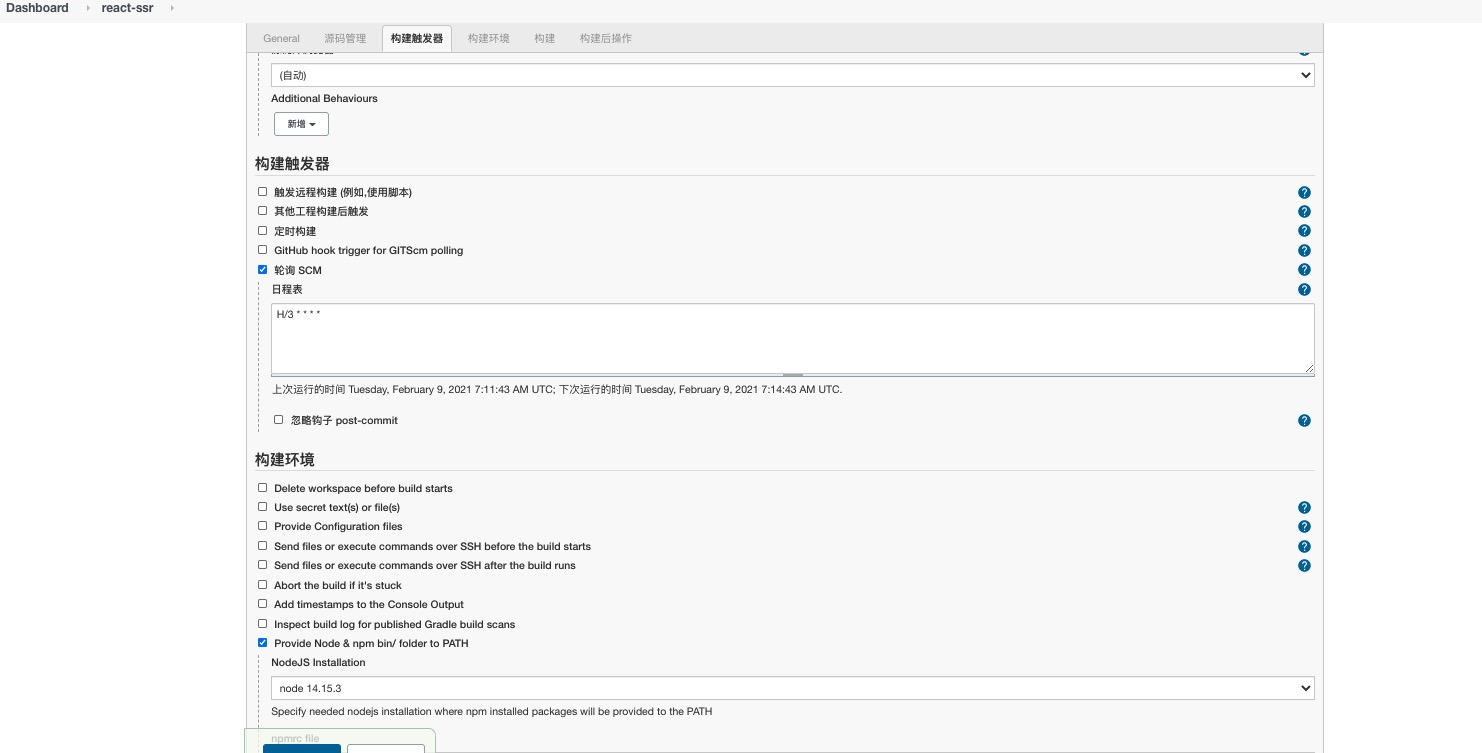 Dashboard
react-ssr
General
源码管理
构建触发器
构建环境
构建
构建后操作
(自动)
Additional Behaviours
新增
构建触发器
触发远程构建 (例如,使用脚本)
其他工程构建后触发
定时构建
GitHub hook trigger for GITScm polling
轮询 SCM
日程表
H/3 * * * *
上次运行的时间 Tuesday, February 9, 2021 7:11:43 AM UTC; 下次运行的时间 Tuesday, February 9, 2021 7:14:43 AM UTC.
忽略钩子 post-commit
构建环境
Delete workspace before build starts
Use secret text(s) or file(s)
Provide Configuration files
Send files or execute commands over SSH before the build starts
Send files or execute commands over SSH after the build runs
Abort the build if it's stuck
Add timestamps to the Console Output
Inspect build log for published Gradle build scans
Provide Node & npm bin/ folder to PATH
NodeJS Installation
node 14.15.3
Specify needed nodejs installation where npm installed packages will be provided to the PATH
npmrc file